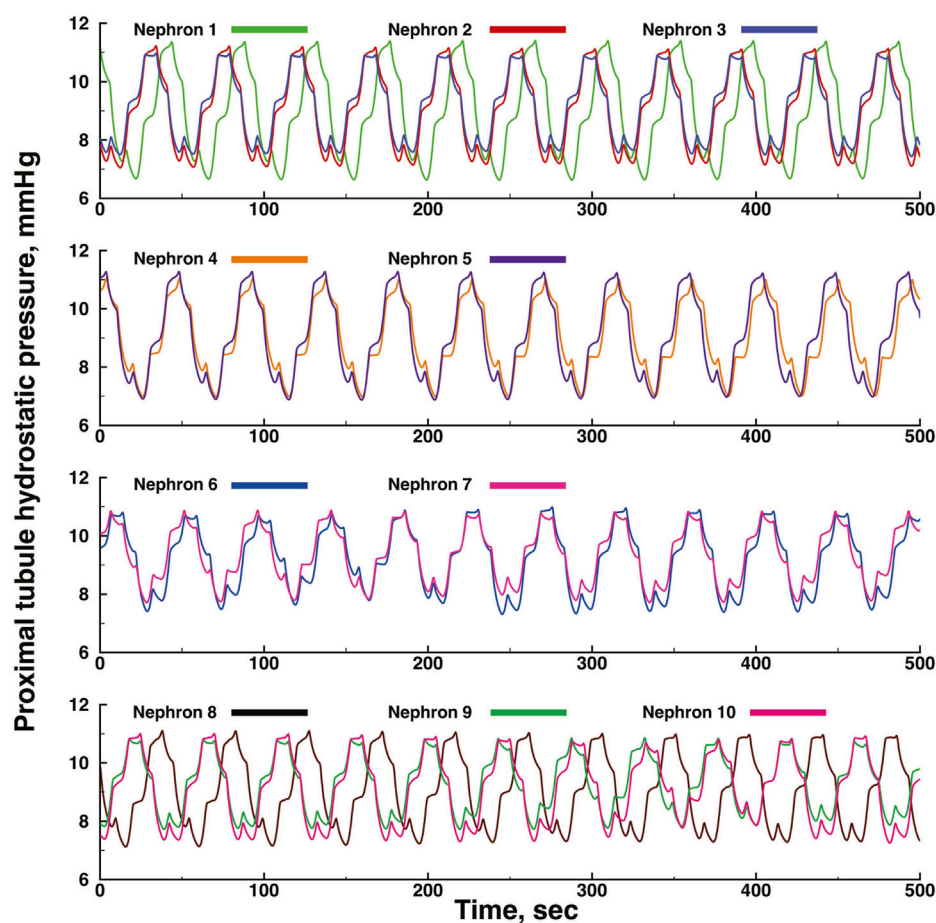 Proximal tubule hydrostatic pressure, mmHg
12
Nephron 1 Nephron 2 Nephron 3
10
8
6
0 100 200 300 400 500
12
Nephron 4 Nephron 5
10
8
6
0 100 200 300 400 500
12
Nephron 6 Nephron 7
10
8
6
0 100 200 300 400 500
12
Nephron 8 Nephron 9 Nephron 10
10
8
6
0 100 200 300 400 500
Time, sec